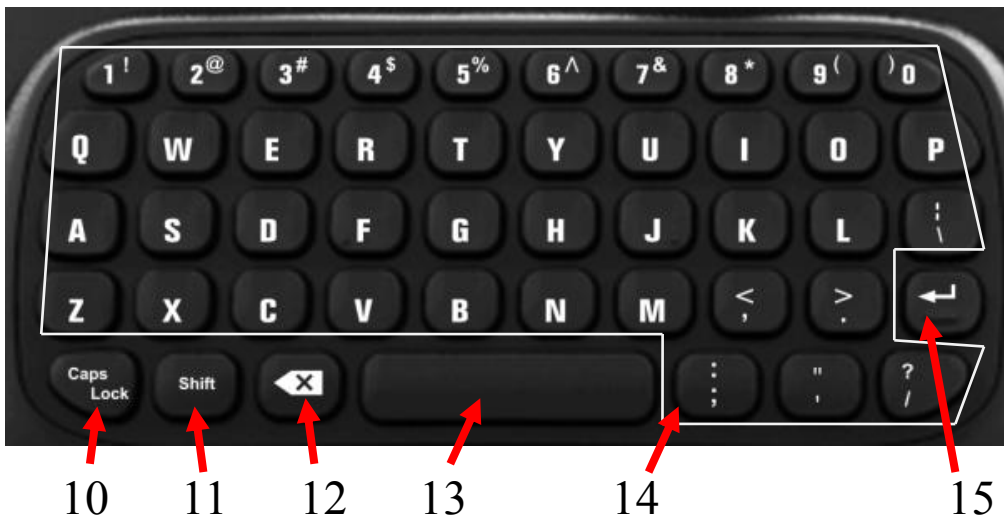 1 ! 2 @ 3 # 4 $ 5 % 6 ^ 7 & 8 * 9 ( ) 0
Q W E R T Y U I O P
A S D F G H J K L ¦ \
Z X C V B N M < , > .
Caps Lock Shift : ; " ' ? /
10 11 12 13 14 15